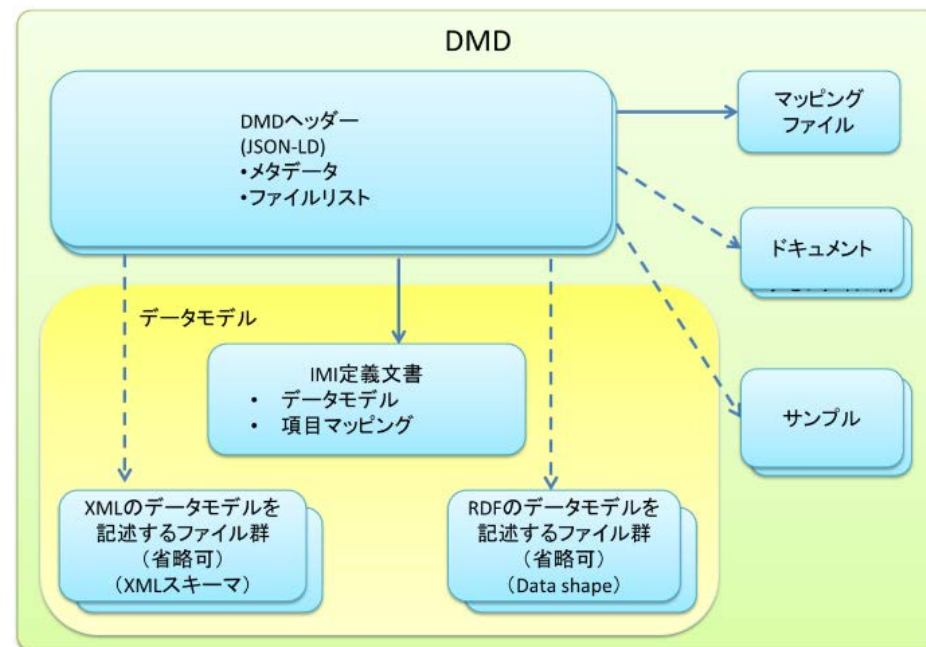 DMD
DMDヘッダー
(JSON-LD)
•メタデータ
•ファイルリスト
マッピング
ファイル
ドキュメント
サンプル
データモデル
IMI定義文書
• データモデル
• 項目マッピング
XMLのデータモデルを
記述するファイル群
（省略可）
（XMLスキーマ）
RDFのデータモデルを
記述するファイル群
（省略可）
（Data shape）